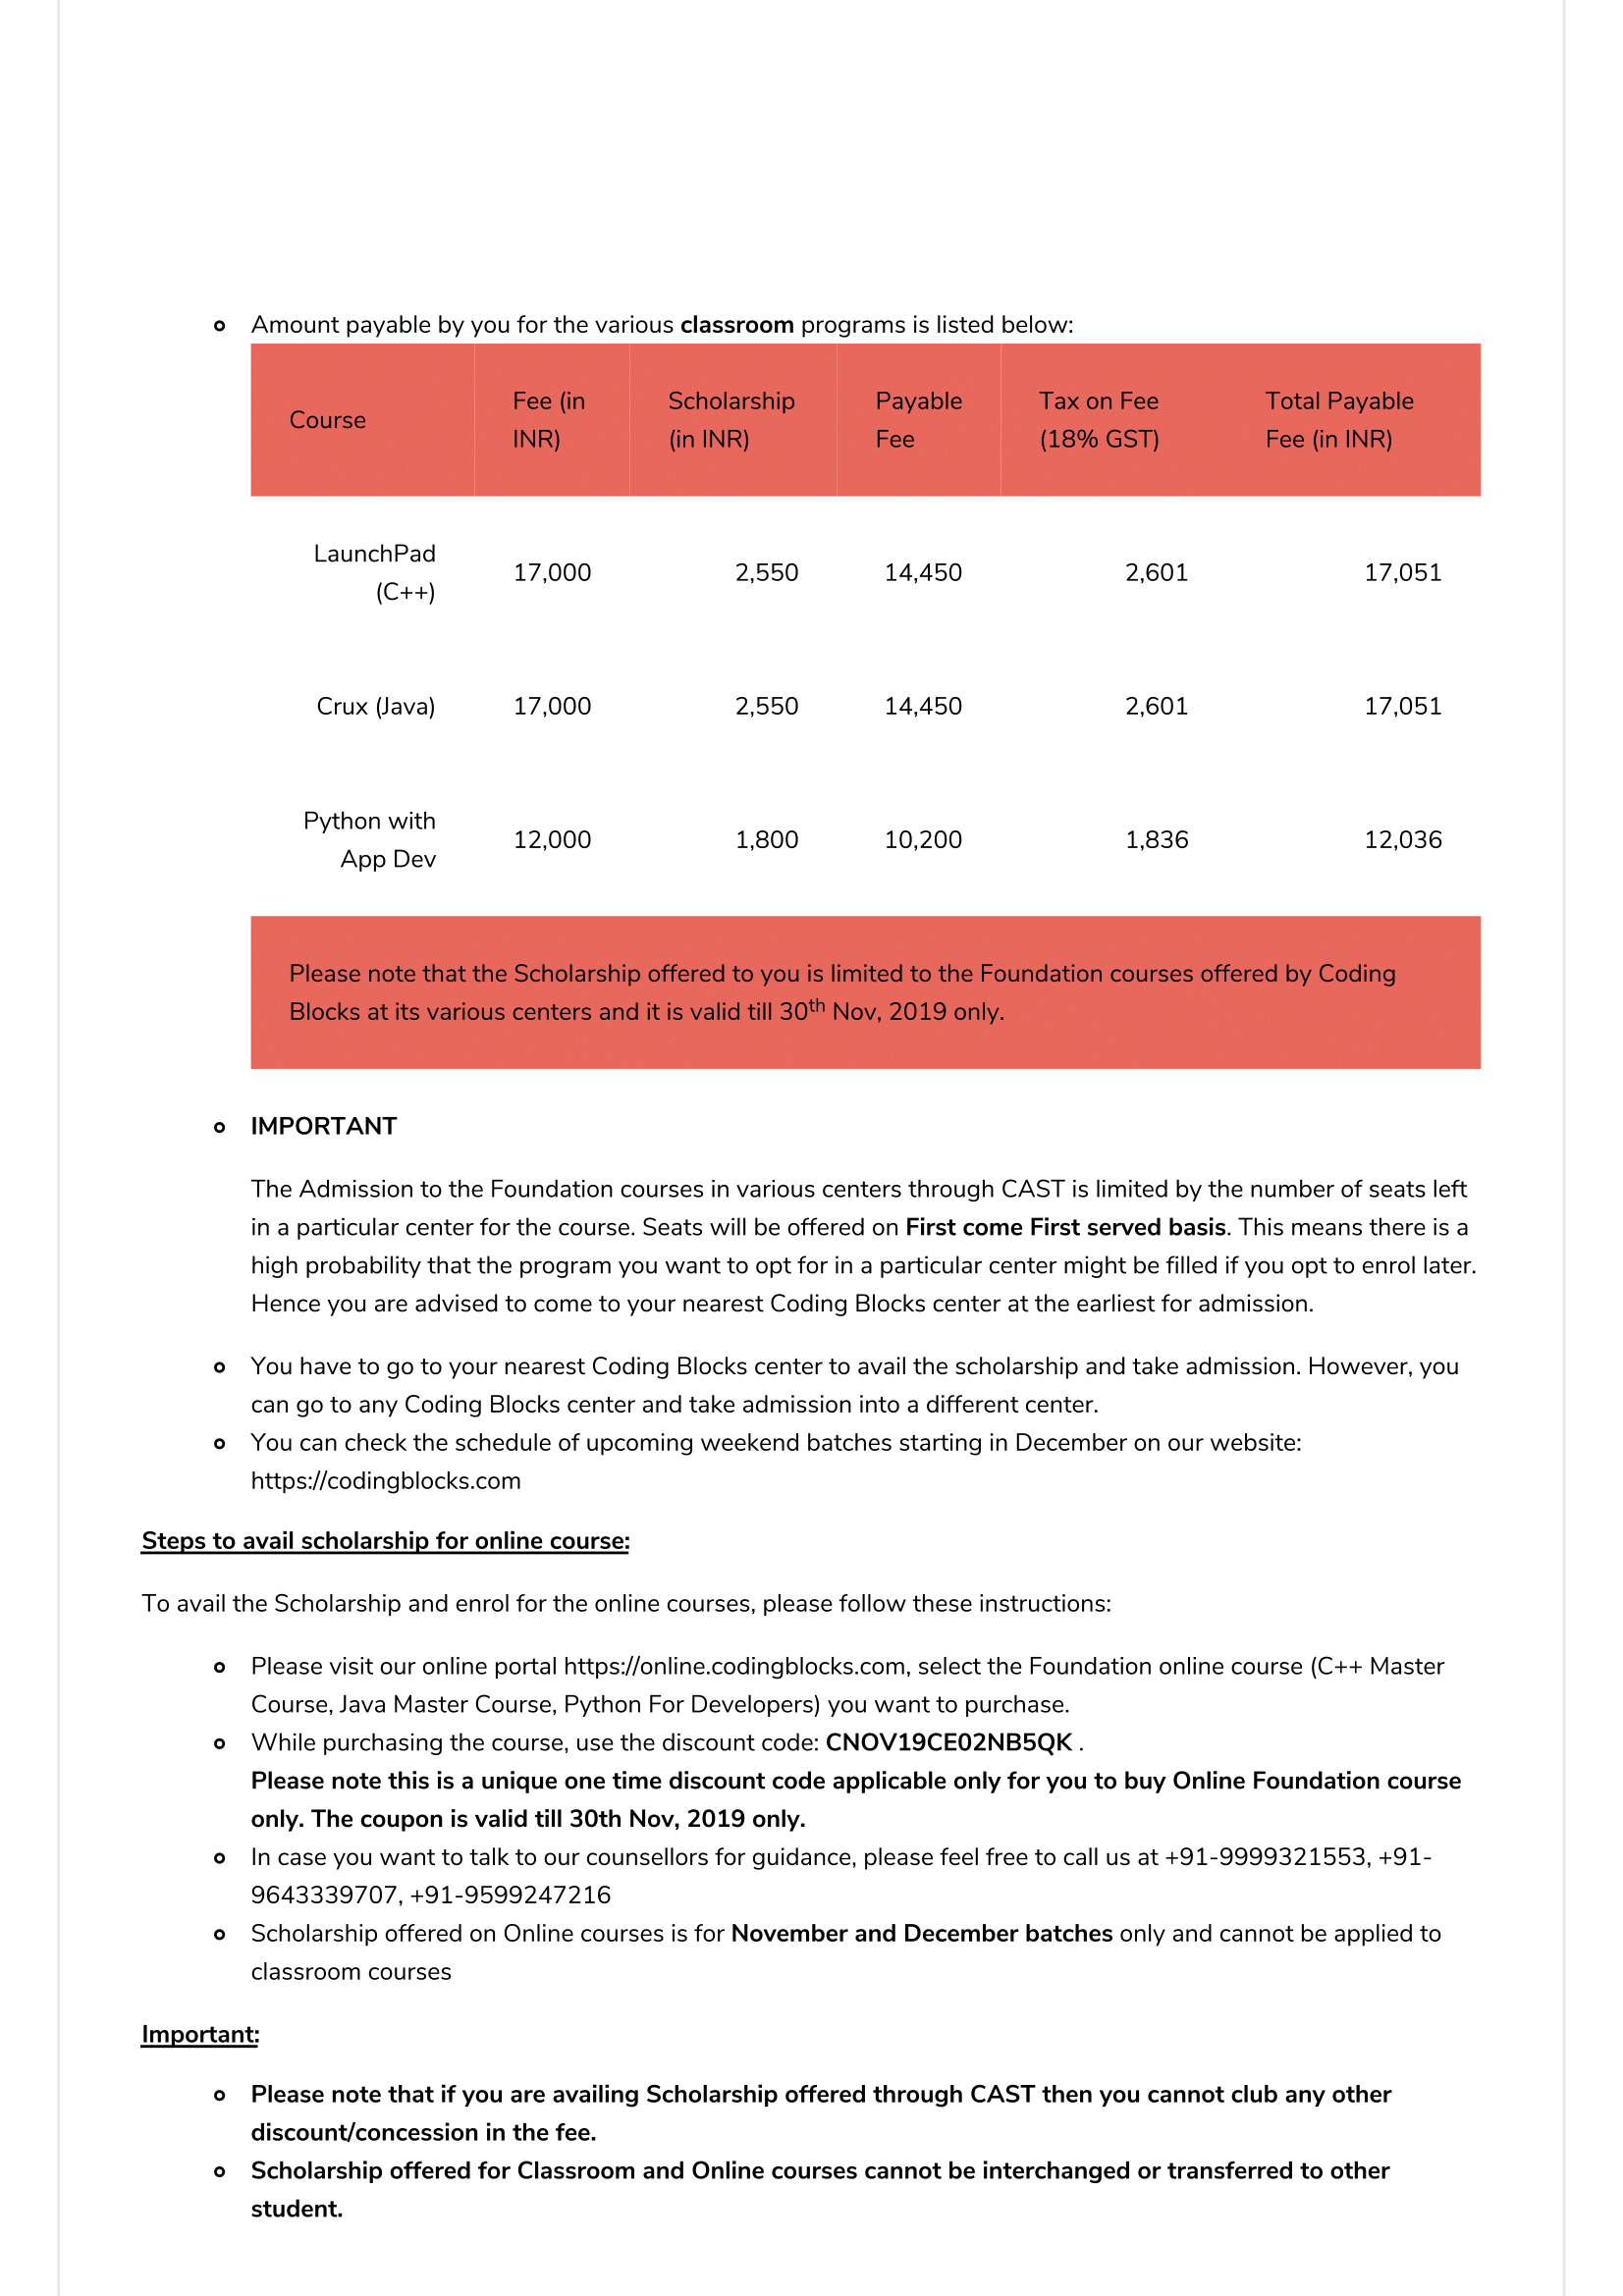 Amount payable by you for the various classroom programs is listed below:
Course
Fee (in
INR)
Scholarship
(in INR)
Payable
Fee
Tax on Fee
(18% GST)
Total Payable
Fee (in INR)
LaunchPad
(C++)
17,000 2,550 14,450 2,601 17,051
Crux (Java) 17,000 2,550 14,450 2,601 17,051
Python with
App Dev
12,000 1,800 10,200 1,836 12,036
Please note that the Scholarship offered to you is limited to the Foundation courses offered by Coding
Blocks at its various centers and it is valid till 30th Nov, 2019 only.
IMPORTANT
The Admission to the Foundation courses in various centers through CAST is limited by the number of seats left
in a particular center for the course. Seats will be offered on First come First served basis. This means there is a
high probability that the program you want to opt for in a particular center might be filled if you opt to enrol later.
Hence you are advised to come to your nearest Coding Blocks center at the earliest for admission.
You have to go to your nearest Coding Blocks center to avail the scholarship and take admission. However, you
can go to any Coding Blocks center and take admission into a different center.
You can check the schedule of upcoming weekend batches starting in December on our website:
https://codingblocks.com
Steps to avail scholarship for online course:
To avail the Scholarship and enrol for the online courses, please follow these instructions:
Please visit our online portal https://online.codingblocks.com, select the Foundation online course (C++ Master
Course, Java Master Course, Python For Developers) you want to purchase.
While purchasing the course, use the discount code: CNOV19CE02NB5QK .
Please note this is a unique one time discount code applicable only for you to buy Online Foundation course
only. The coupon is valid till 30th Nov, 2019 only.
In case you want to talk to our counsellors for guidance, please feel free to call us at +91-9999321553, +91-
9643339707, +91-9599247216
Scholarship offered on Online courses is for November and December batches only and cannot be applied to
classroom courses
Important:
Please note that if you are availing Scholarship offered through CAST then you cannot club any other
discount/concession in the fee.
Scholarship offered for Classroom and Online courses cannot be interchanged or transferred to other
student.